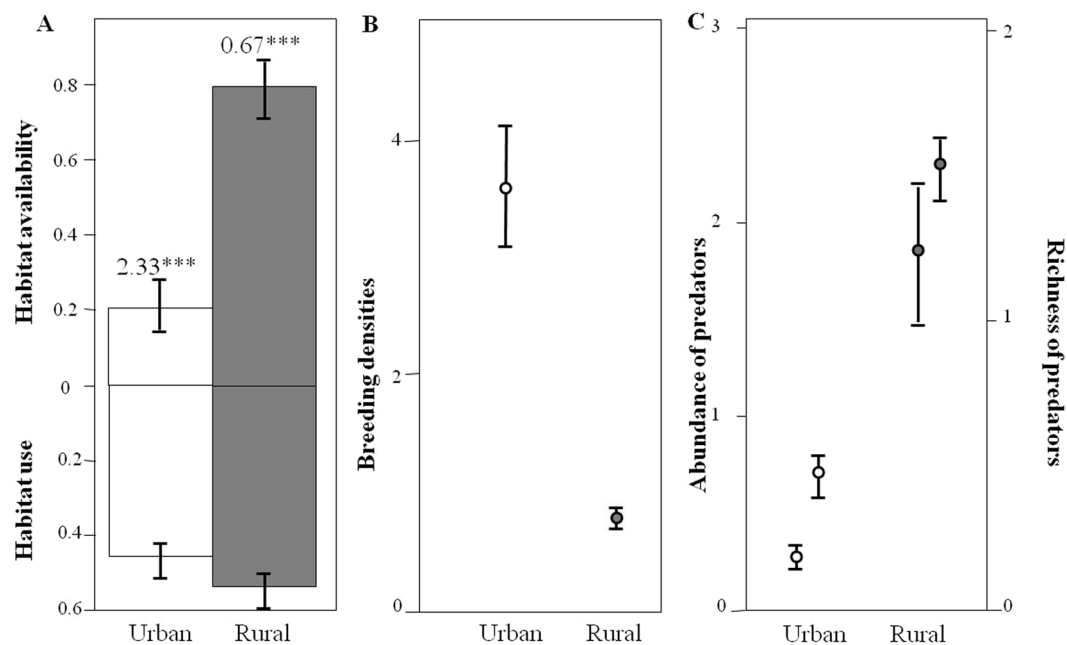 A
Habitat availability
Habitat use
0.8
0.6
0.4
0.2
0
0.2
0.4
0.6
2.33***
0.67***
Urban
Rural
B
Breeding densities
4
2
0
Urban
Rural
C
Abundance of predators
3
2
1
0
Urban
Rural
2
1
0
Richness of predators